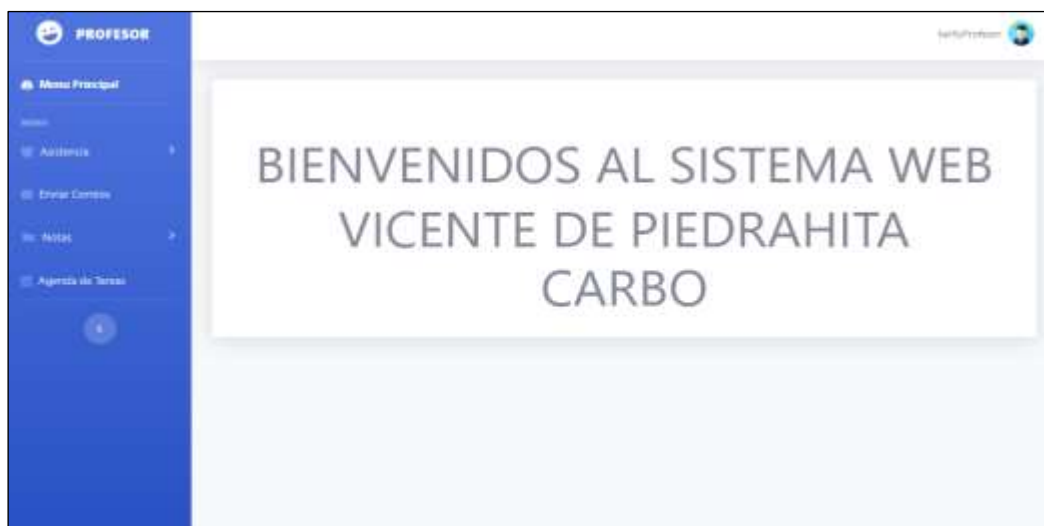 PROFESOR
Menu Principal
Asistencia
Enviar Correos
Notas
Agenda de Tareas
BIENVENIDOS AL SISTEMA WEB
VICENTE DE PIEDRAHITA
CARBO